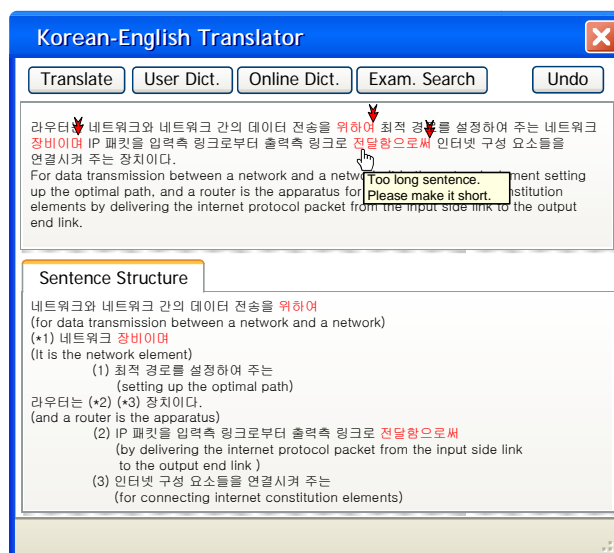 Korean-English Translator
Translate
User Dict.
Online Dict.
Exam. Search
Undo
라우터는 네트워크와 네트워크 간의 데이터 전송을 위하여 최적 경로를 설정하여 주는 네트워크
장비이며 IP 패킷을 입력측 링크로부터 출력측 링크로 전달함으로써 인터넷 구성 요소들을
연결시켜 주는 장치이다.
For data transmission between a network and a setting
up the optimal path, and a router is the apparatus for
elements by delivering the internet protocol packet from the input side link to the output
end link.
Too long sentence.
Please make it short.
Sentence Structure
네트워크와 네트워크 간의 데이터 전송을 위하여
(for data transmission between a network and a network)
(*1) 네트워크 장비이며
(It is the network element)
(1) 최적 경로를 설정하여 주는
(setting up the optimal path)
라우터는 (*2) (*3) 장치이다.
(and a router is the apparatus)
(2) IP 패킷을 입력측 링크로부터 출력측 링크로 전달함으로써
(by delivering the internet protocol packet from the input side link
to the output end link )
(3) 인터넷 구성 요소들을 연결시켜 주는
(for connecting internet constitution elements)